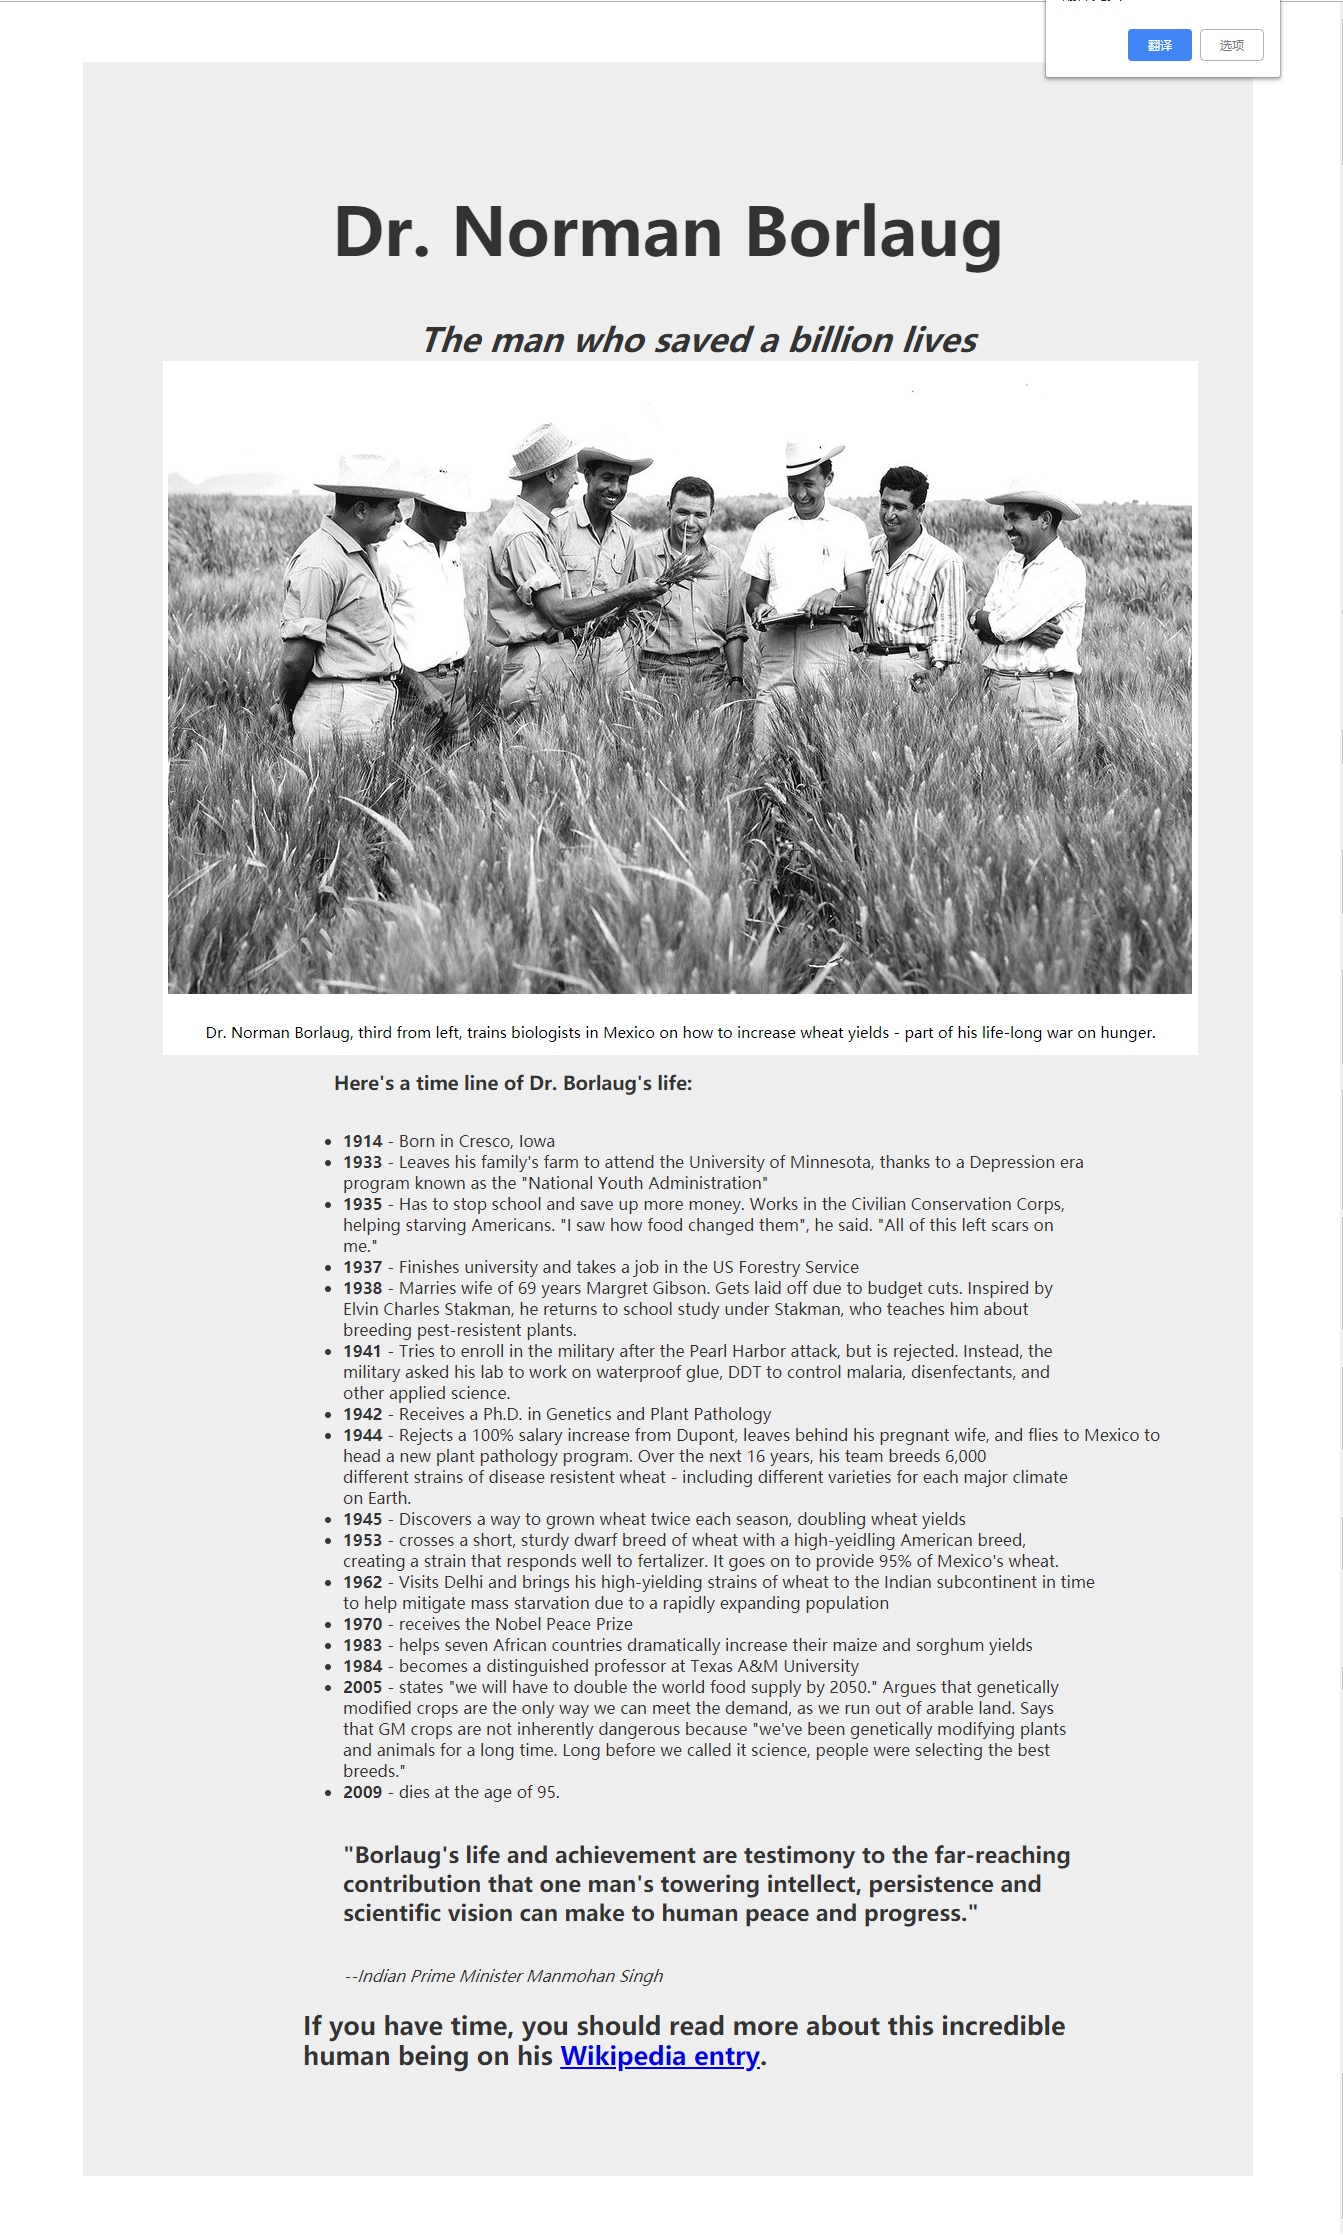 翻译 选项
Dr. Norman Borlaug
The man who saved a billion lives
Dr. Norman Borlaug, third from left, trains biologists in Mexico on how to increase wheat yields - part of his life-long war on hunger.
Here's a time line of Dr. Borlaug's life:
• 1914 - Born in Cresco, Iowa
• 1933 - Leaves his family's farm to attend the University of Minnesota, thanks to a Depression era
program known as the "National Youth Administration"
• 1935 - Has to stop school and save up more money. Works in the Civilian Conservation Corps,
helping starving Americans. "I saw how food changed them", he said. "All of this left scars on
me."
• 1937 - Finishes university and takes a job in the US Forestry Service
• 1938 - Marries wife of 69 years Margret Gibson. Gets laid off due to budget cuts. Inspired by
Elvin Charles Stakman, he returns to school study under Stakman, who teaches him about
breeding pest-resistent plants.
• 1941 - Tries to enroll in the military after the Pearl Harbor attack, but is rejected. Instead, the
military asked his lab to work on waterproof glue, DDT to control malaria, disenfectants, and
other applied science.
• 1942 - Receives a Ph.D. in Genetics and Plant Pathology
• 1944 - Rejects a 100% salary increase from Dupont, leaves behind his pregnant wife, and flies to Mexico to
head a new plant pathology program. Over the next 16 years, his team breeds 6,000
different strains of disease resistent wheat - including different varieties for each major climate
on Earth.
• 1945 - Discovers a way to grown wheat twice each season, doubling wheat yields
• 1953 - crosses a short, sturdy dwarf breed of wheat with a high-yeidling American breed,
creating a strain that responds well to fertalizer. It goes on to provide 95% of Mexico's wheat.
• 1962 - Visits Delhi and brings his high-yielding strains of wheat to the Indian subcontinent in time
to help mitigate mass starvation due to a rapidly expanding population
• 1970 - receives the Nobel Peace Prize
• 1983 - helps seven African countries dramatically increase their maize and sorghum yields
• 1984 - becomes a distinguished professor at Texas A&M University
• 2005 - states "we will have to double the world food supply by 2050." Argues that genetically
modified crops are the only way we can meet the demand, as we run out of arable land. Says
that GM crops are not inherently dangerous because "we've been genetically modifying plants
and animals for a long time. Long before we called it science, people were selecting the best
breeds."
• 2009 - dies at the age of 95.
"Borlaug's life and achievement are testimony to the far-reaching
contribution that one man's towering intellect, persistence and
scientific vision can make to human peace and progress."
--Indian Prime Minister Manmohan Singh
If you have time, you should read more about this incredible
human being on his Wikipedia entry.